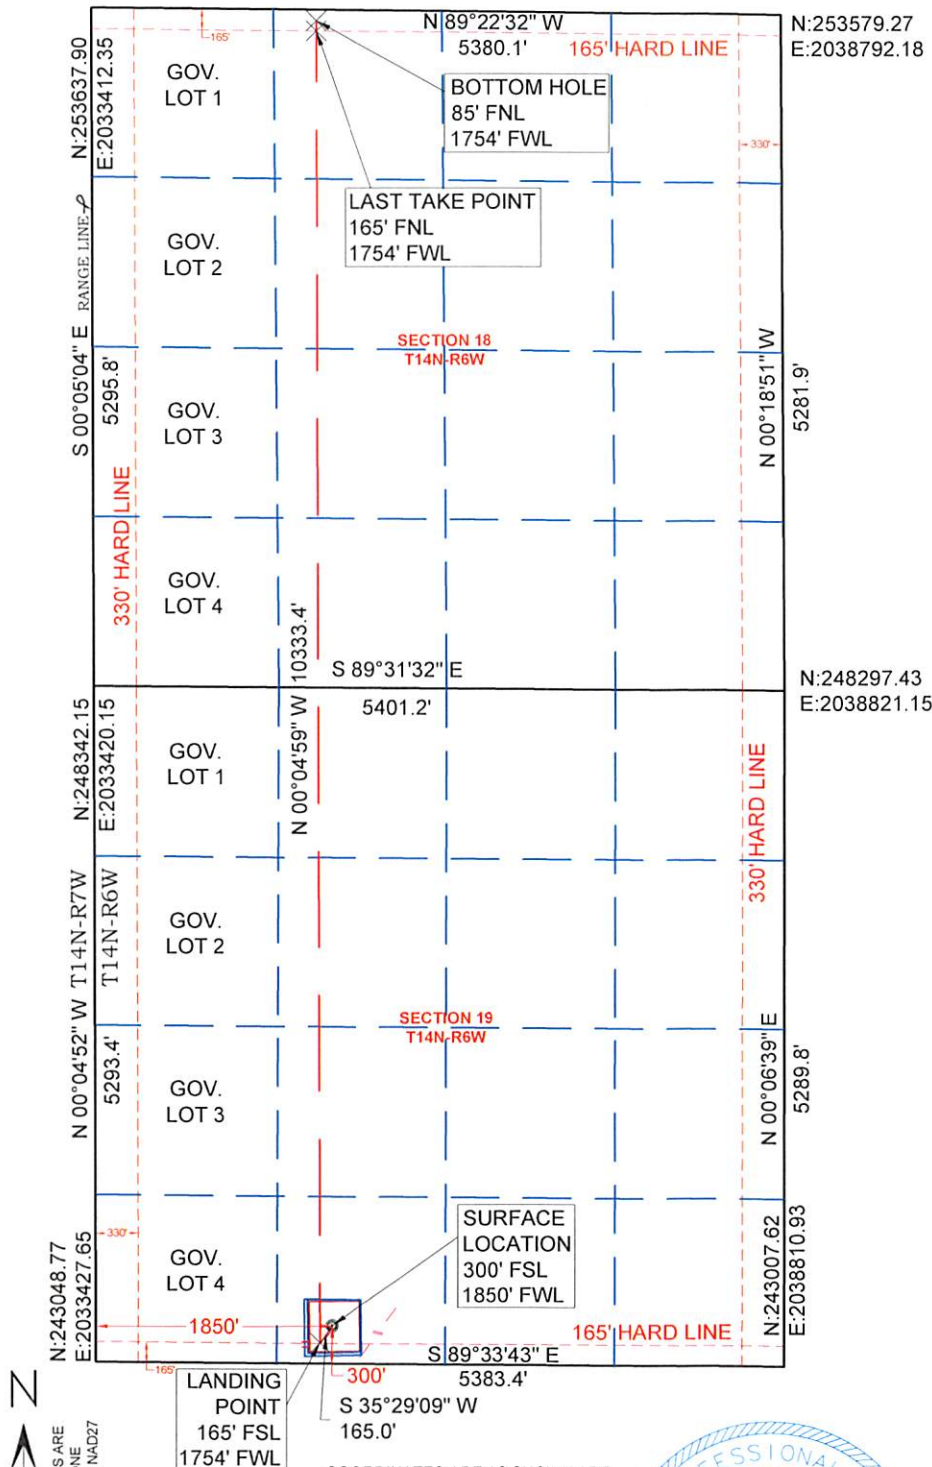 N 89°22'32" W
5380.1'
165' HARD LINE
N:253579.27
E:2038792.18
165'
N:253637.90
E:2033412.35
GOV.
LOT 1
BOTTOM HOLE
85' FNL
1754' FWL
330'
LAST TAKE POINT
165' FNL
1754' FWL
RANGE LINE
GOV.
LOT 2
SECTION 18
T14N-R6W
S 00°05'04" E
5295.8'
N 00°18'51" W
5281.9'
GOV.
LOT 3
330' HARD LINE
GOV.
LOT 4
N 00°04'59" W 10333.4'
S 89°31'32" E
5401.2'
N:248297.43
E:2038821.15
N:248342.15
E:2033420.15
GOV.
LOT 1
330' HARD LINE
T14N-R7W
T14N-R6W
GOV.
LOT 2
SECTION 19
T14N-R6W
N 00°04'52" W
5293.4'
N 00°06'39" E
5289.8'
GOV.
LOT 3
SURFACE
LOCATION
300' FSL
1850' FWL
330'
GOV.
LOT 4
N:243048.77
E:2033427.65
N:243007.62
E:2038810.93
1850'
165' HARD LINE
S 89°33'43" E
5383.4'
165'
300'
LANDING
POINT
165' FSL
1754' FWL
S 35°29'09" W
165.0'
N
NAD27